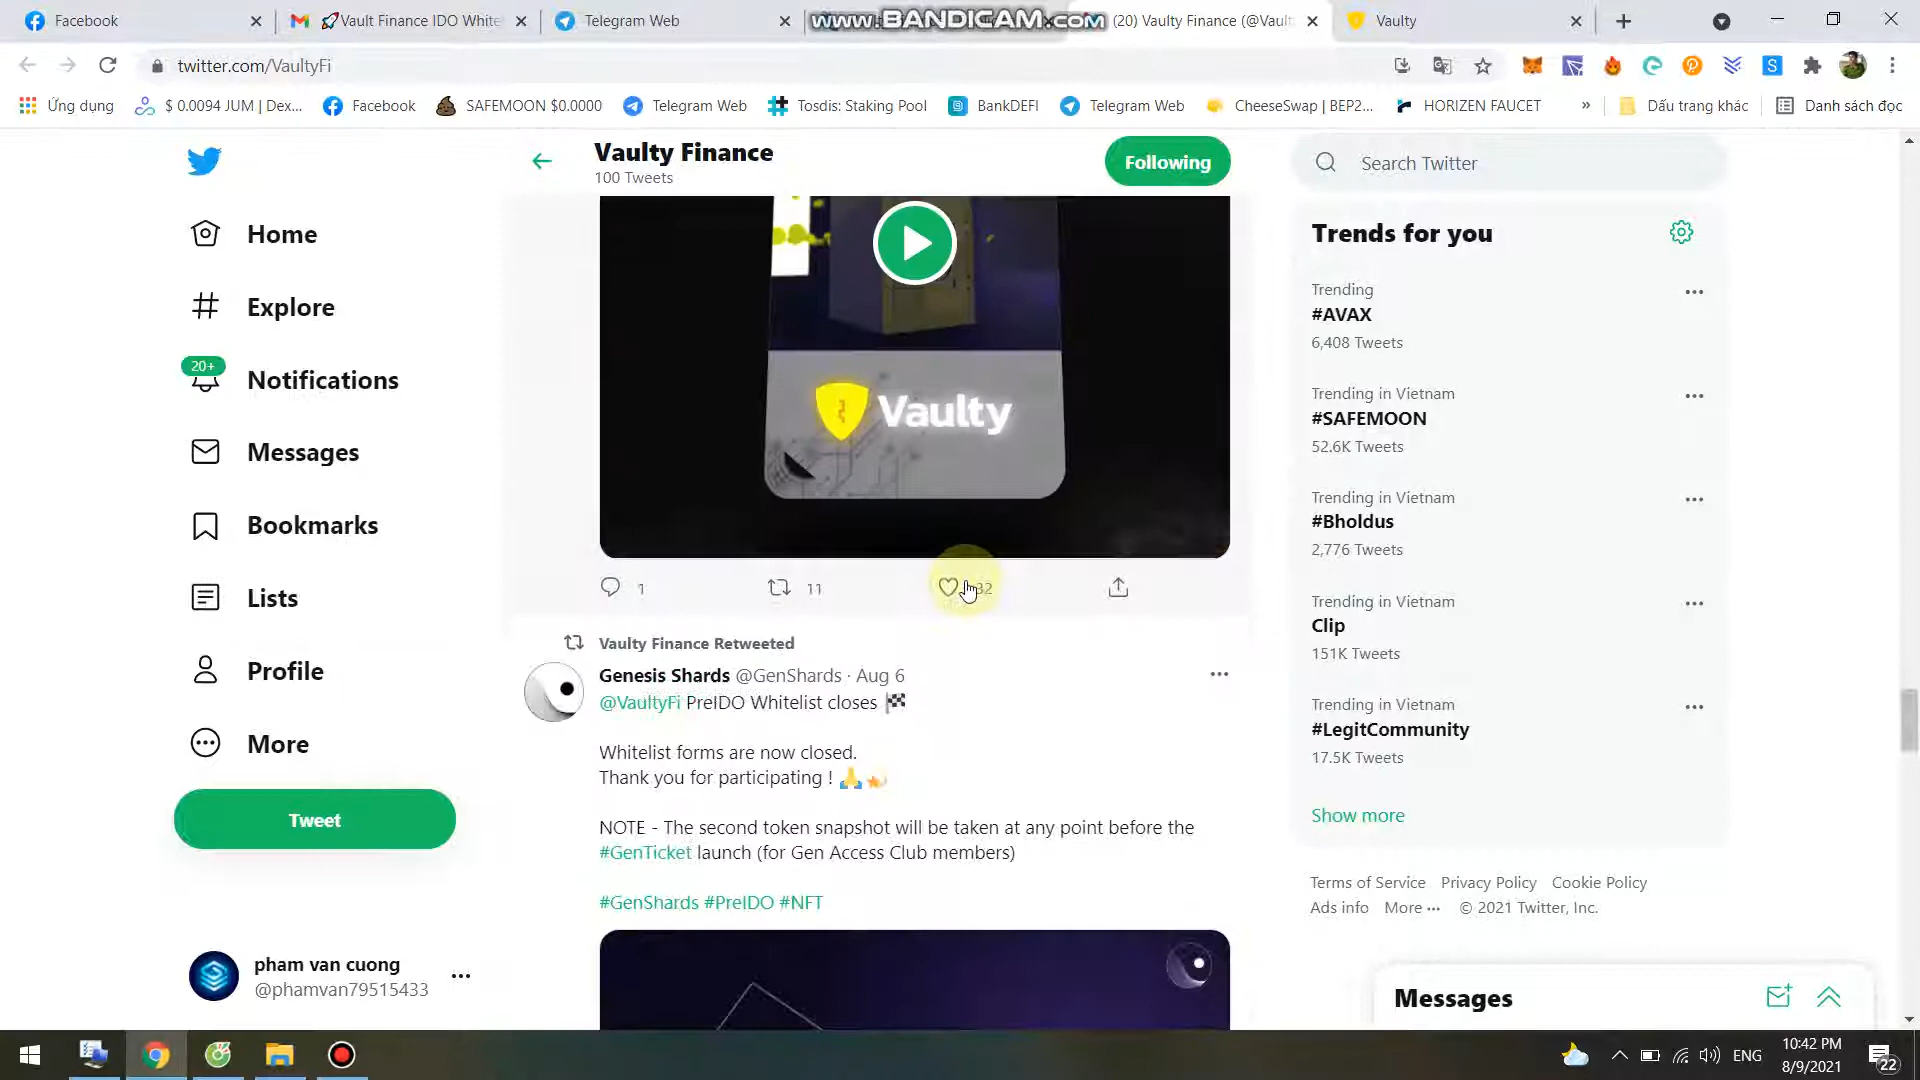 Facebook
🚀Vault Finance IDO White
Telegram Web
www.BANDICAM.com
(20) Vaulty Finance (@Vault
Vaulty
twitter.com/VaultyFi
Ứng dụng
$ 0.0094 JUM | Dex...
Facebook
SAFEMOON $0.0000
Telegram Web
Tosdis: Staking Pool
BankDEFI
Telegram Web
CheeseSwap | BEP2...
HORIZEN FAUCET
»
Dấu trang khác
Danh sách đọc
Home
Explore
20+
Notifications
Messages
Bookmarks
Lists
Profile
More
Tweet
pham van cuong
@phamvan79515433
Vaulty Finance
100 Tweets
Following
Vaulty
1
11
32
Vaulty Finance Retweeted
Genesis Shards @GenShards · Aug 6
@VaultyFi PreIDO Whitelist closes 🏁
Whitelist forms are now closed.
Thank you for participating ! 🙏💫
NOTE - The second token snapshot will be taken at any point before the
#GenTicket launch (for Gen Access Club members)
#GenShards #PreIDO #NFT
Search Twitter
Trends for you
Trending
#AVAX
6,408 Tweets
Trending in Vietnam
#SAFEMOON
52.6K Tweets
Trending in Vietnam
#Bholdus
2,776 Tweets
Trending in Vietnam
Clip
151K Tweets
Trending in Vietnam
#LegitCommunity
17.5K Tweets
Show more
Terms of Service Privacy Policy Cookie Policy
Ads info More ··· © 2021 Twitter, Inc.
Messages
ENG
10:42 PM
8/9/2021
22